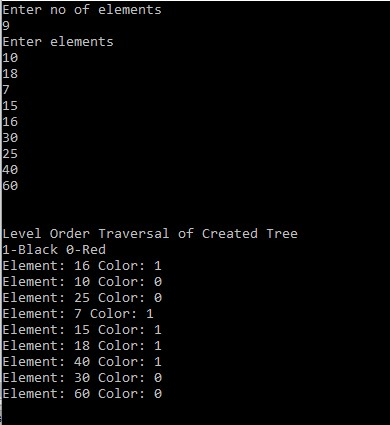 Enter no of elements
9
Enter elements
10
18
7
15
16
30
25
40
60
Level Order Traversal of Created Tree
1-Black 0-Red
Element: 16 Color: 1
Element: 10 Color: 0
Element: 25 Color: 0
Element: 7 Color: 1
Element: 15 Color: 1
Element: 18 Color: 1
Element: 40 Color: 1
Element: 30 Color: 0
Element: 60 Color: 0